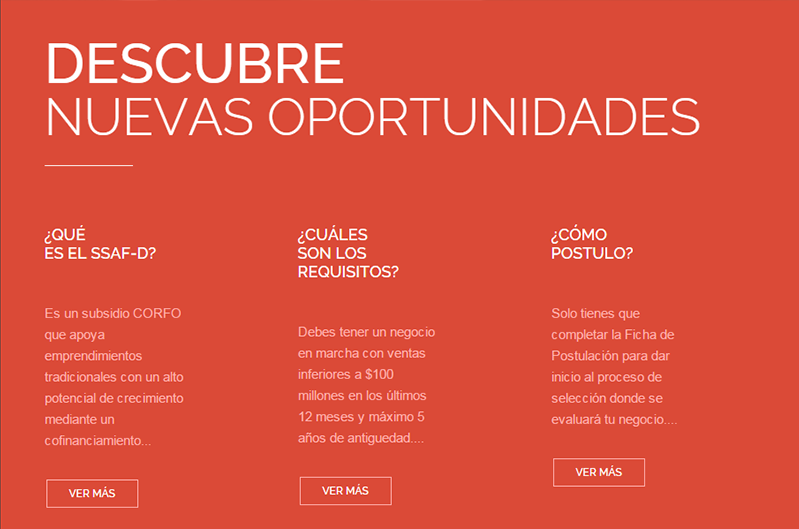 DESCUBRE
NUEVAS OPORTUNIDADES
¿QUÉ
ES EL SSAF-D?
Es un subsidio CORFO
que apoya
emprendimientos
tradicionales con un alto
potencial de crecimiento
mediante un
cofinanciamiento...
VER MÁS
¿CUÁLES
SON LOS
REQUISITOS?
Debes tener un negocio
en marcha con ventas
inferiores a $100
millones en los últimos
12 meses y máximo 5
años de antiguedad....
VER MÁS
¿CÓMO
POSTULO?
Solo tienes que
completar la Ficha de
Postulación para dar
inicio al proceso de
selección donde se
evaluará tu negocio....
VER MÁS